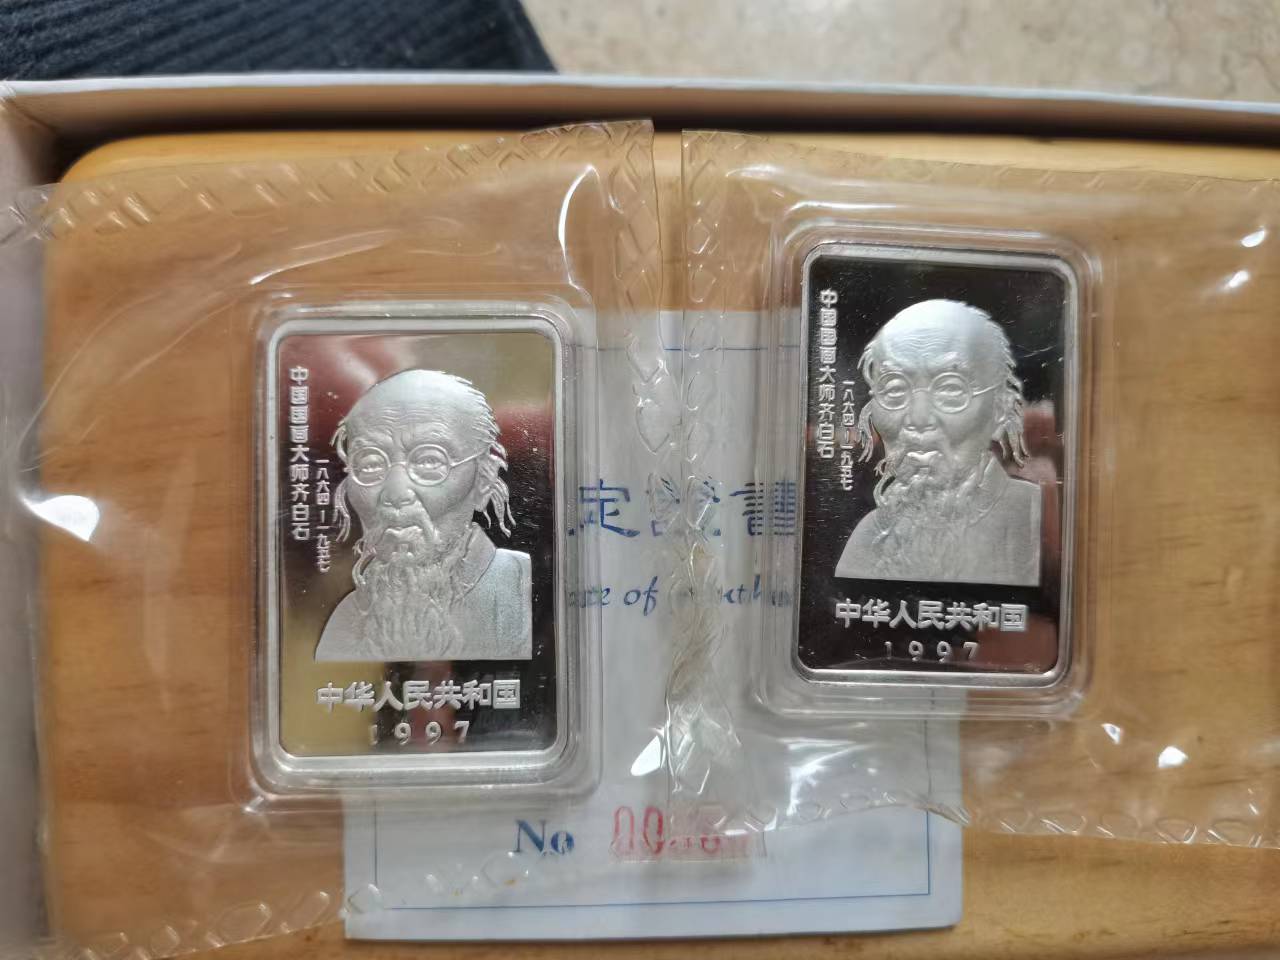 中国国画大师齐白石
一八六四-一九五七
中华人民共和国
1997
中国国画大师齐白石
一八六四-一九五七
中华人民共和国
1997
定證書
of
No